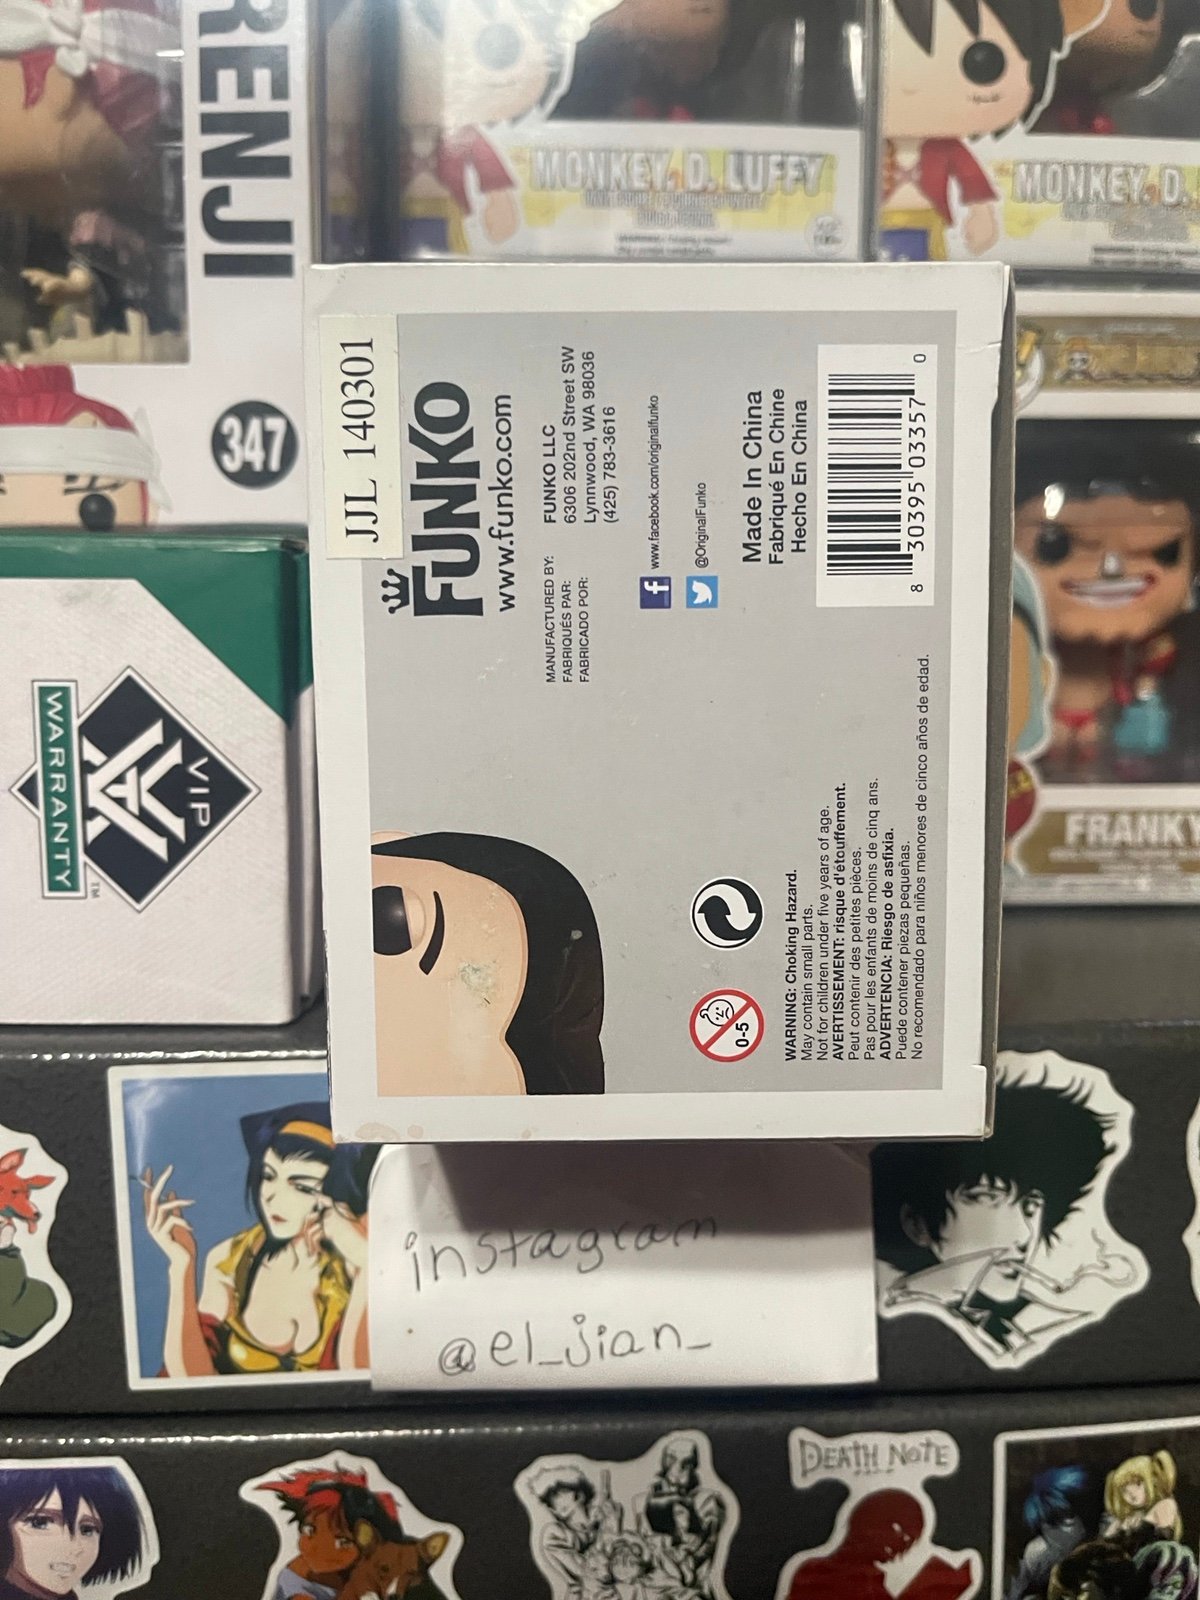 RENJI
347
MONKEY. D. LUFFY
MONKEY. D.
FRANKY
VIP
WARRANTY
TM
JJL 140301
FUNKO
www.funko.com
MANUFACTURED BY:
FABRIQUÉS PAR:
FABRICADO POR:
FUNKO LLC
6306 202nd Street SW
Lynnwood, WA 98036
(425) 783-3616
www.facebook.com/originalfunko
@OriginalFunko
Made In China
Fabriqué En Chine
Hecho En China
8 30395 03357 0
0-5
WARNING: Choking Hazard.
May contain small parts.
Not for children under five years of age.
AVERTISSEMENT: risque d'étouffement.
Peut contenir des petites pièces.
Pas pour les enfants de moins de cinq ans.
ADVERTENCIA: Riesgo de asfixia.
Puede contener piezas pequeñas.
No recomendado para niños menores de cinco años de edad.
instagram
@el_jian_
DEATH NOTE